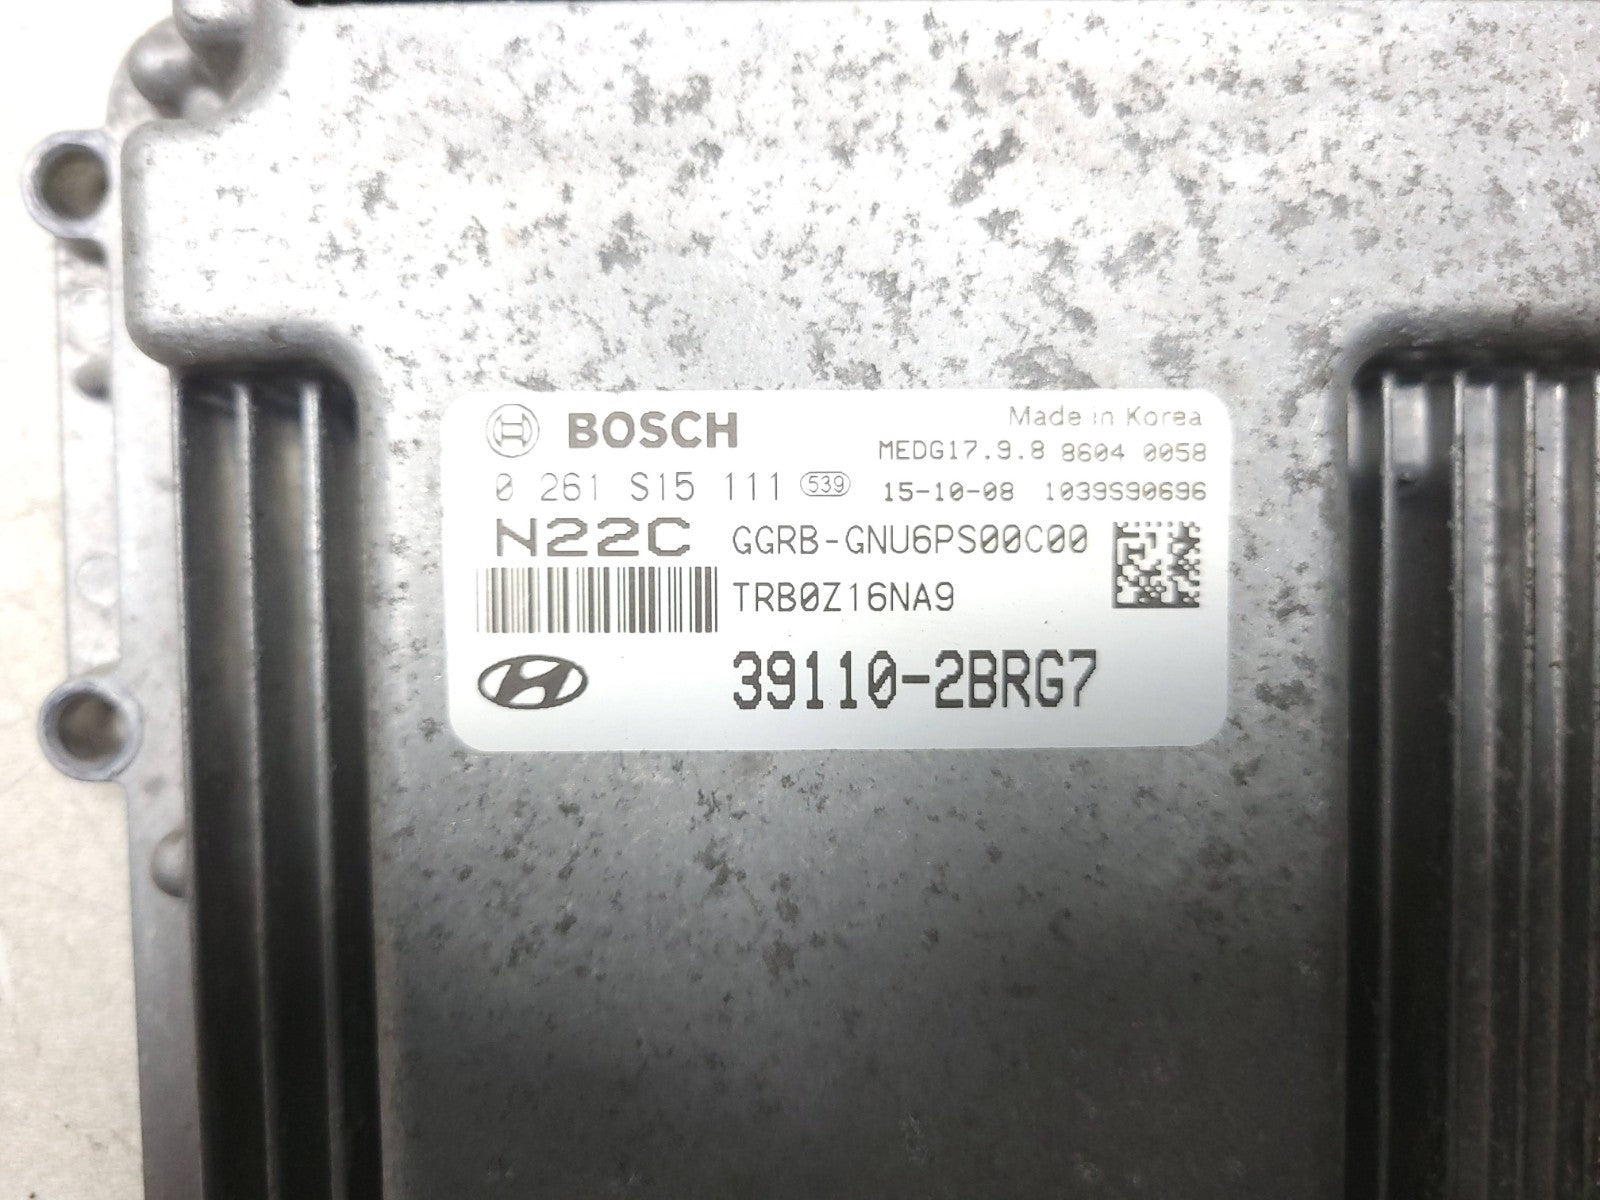 BOSCH
Made in Korea
MEDG17.9.8 8604 0058
0 261 S15 111 539
15-10-08 1039S90696
N22C GGRB-GNU6PS00C00
TRB0Z16NA9
39110-2BRG7